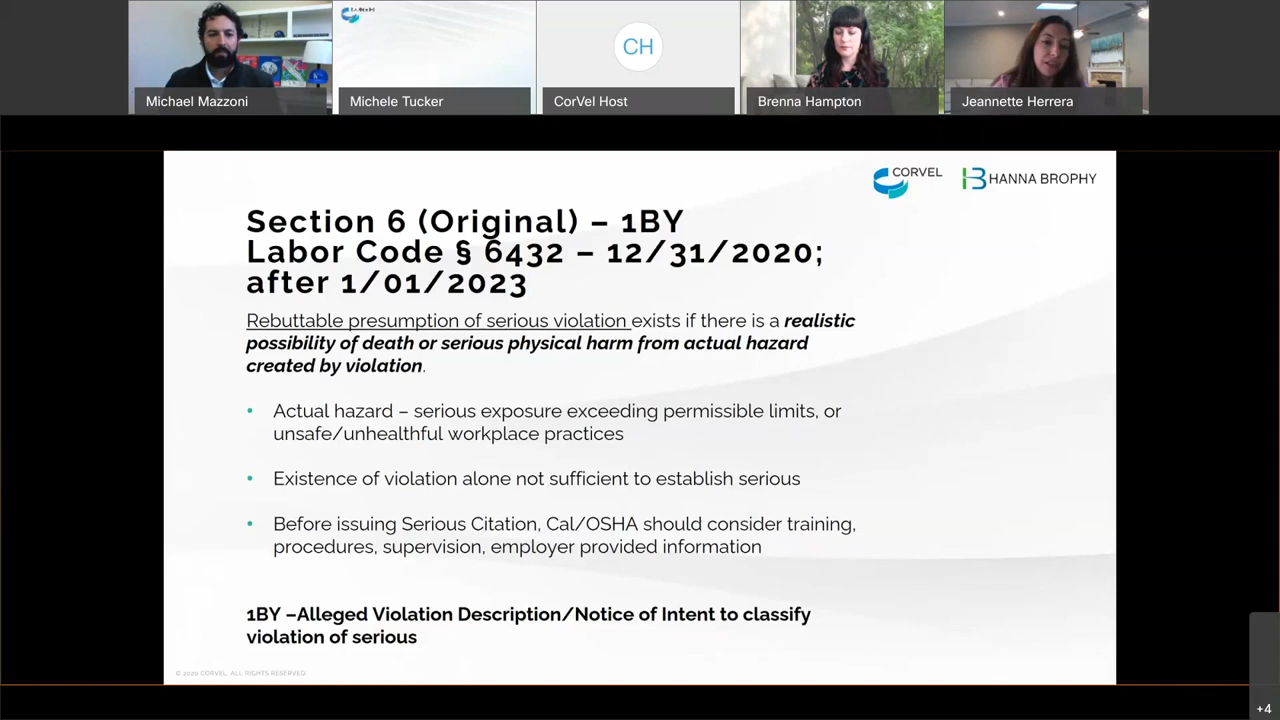 CH
Michael Mazzoni
Michele Tucker
CorVel Host
Brenna Hampton
Jeannette Herrera
CORVEL
HANNA BROPHY
Section 6 (Original) – 1BY
Labor Code § 6432 – 12/31/2020;
after 1/01/2023
Rebuttable presumption of serious violation exists if there is a realistic
possibility of death or serious physical harm from actual hazard
created by violation.
• Actual hazard – serious exposure exceeding permissible limits, or
unsafe/unhealthful workplace practices
• Existence of violation alone not sufficient to establish serious
• Before issuing Serious Citation, Cal/OSHA should consider training,
procedures, supervision, employer provided information
1BY –Alleged Violation Description/Notice of Intent to classify
violation of serious
© 2020 CORVEL. ALL RIGHTS RESERVED.
+4